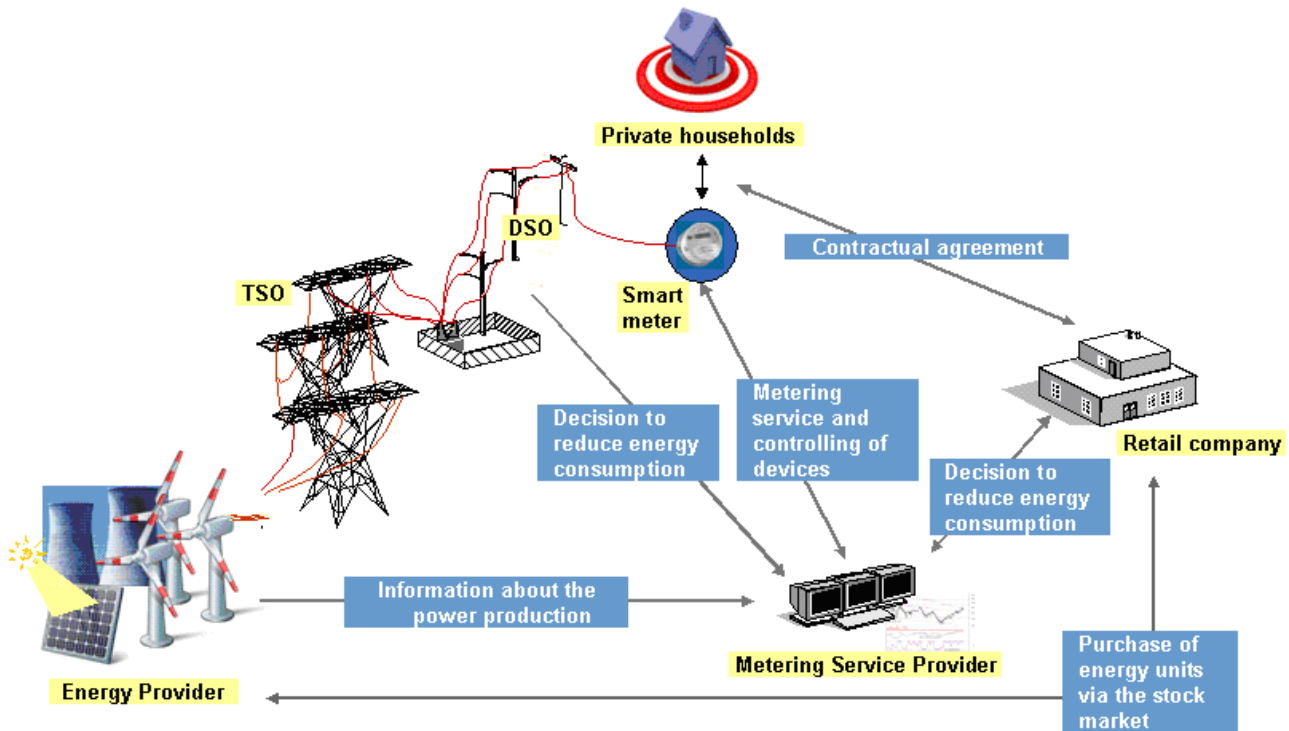 Private households
DSO
Contractual agreement
TSO
Smart
meter
Decision to
reduce energy
consumption
Metering
service and
controlling of
devices
Retail company
Decision to
reduce energy
consumption
Information about the
power production
Metering Service Provider
Energy Provider
Purchase of
energy units
via the stock
market